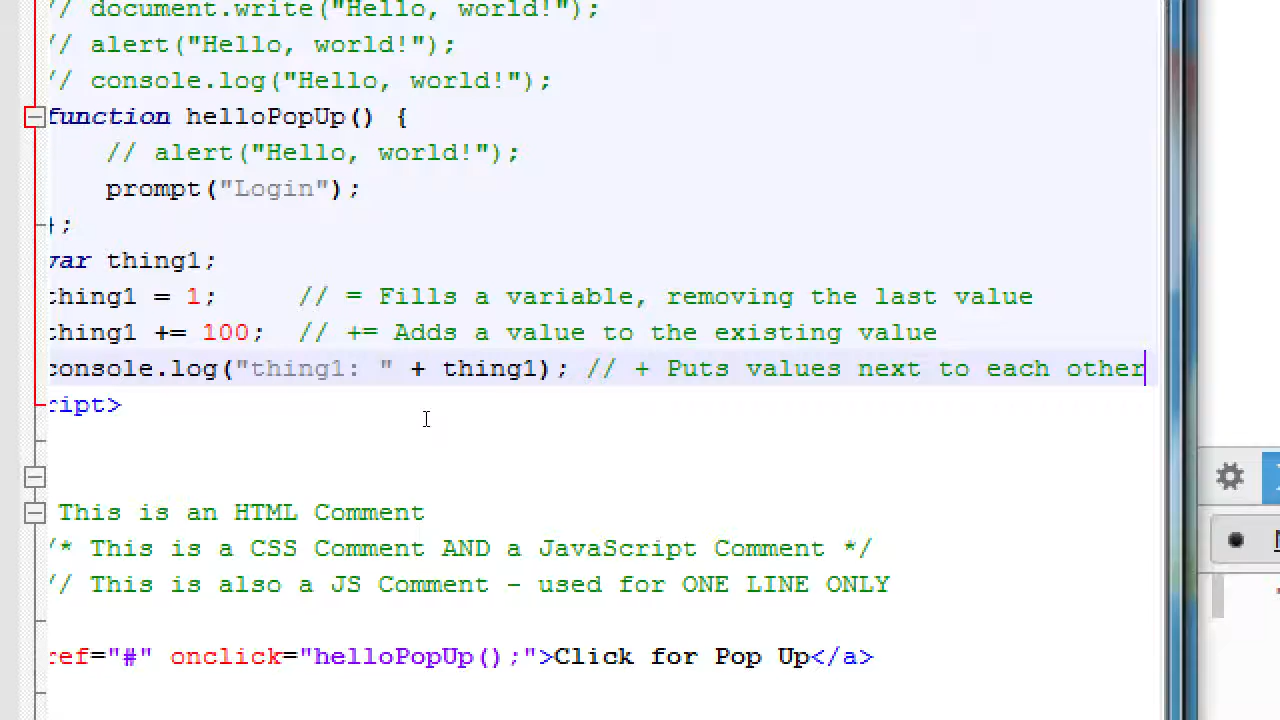 // document.write("Hello, world!");
// alert("Hello, world!");
// console.log("Hello, world!");
function helloPopUp() {
// alert("Hello, world!");
prompt("Login");
};
var thing1;
thing1 = 1; // = Fills a variable, removing the last value
thing1 += 100; // += Adds a value to the existing value
console.log("thing1: " + thing1); // + Puts values next to each other
ript>
This is an HTML Comment
/* This is a CSS Comment AND a JavaScript Comment */
// This is also a JS Comment - used for ONE LINE ONLY
ref="#" onclick="helloPopUp();">Click for Pop Up</a>